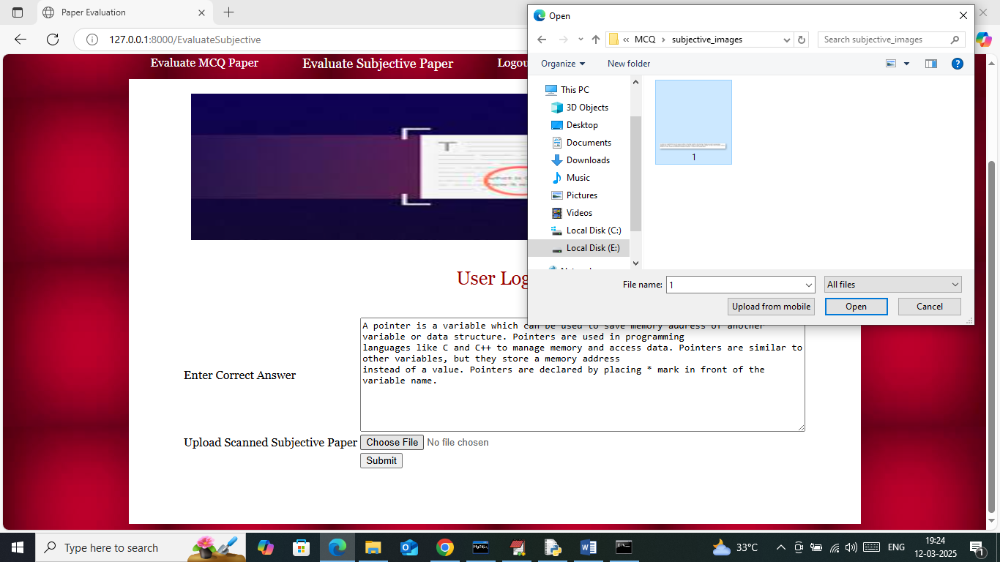 Paper Evaluation
127.0.0.1:8000/EvaluateSubjective
Evaluate MCQ Paper
Evaluate Subjective Paper
Logou
T
User Log
Enter Correct Answer
A pointer is a variable which can be used to save memory address of another
variable or data structure. Pointers are used in programming
languages like C and C++ to manage memory and access data. Pointers are similar to
other variables, but they store a memory address
instead of a value. Pointers are declared by placing * mark in front of the
variable name.
Upload Scanned Subjective Paper
Choose File No file chosen
Submit
Open
« MCQ › subjective_images
Search subjective_images
Organize
New folder
This PC
3D Objects
Desktop
Documents
Downloads
Music
Pictures
Videos
Local Disk (C:)
Local Disk (E:)
1
File name: 1
All files
Upload from mobile
Open
Cancel
Type here to search
33°C
ENG
19:24
12-03-2025
1